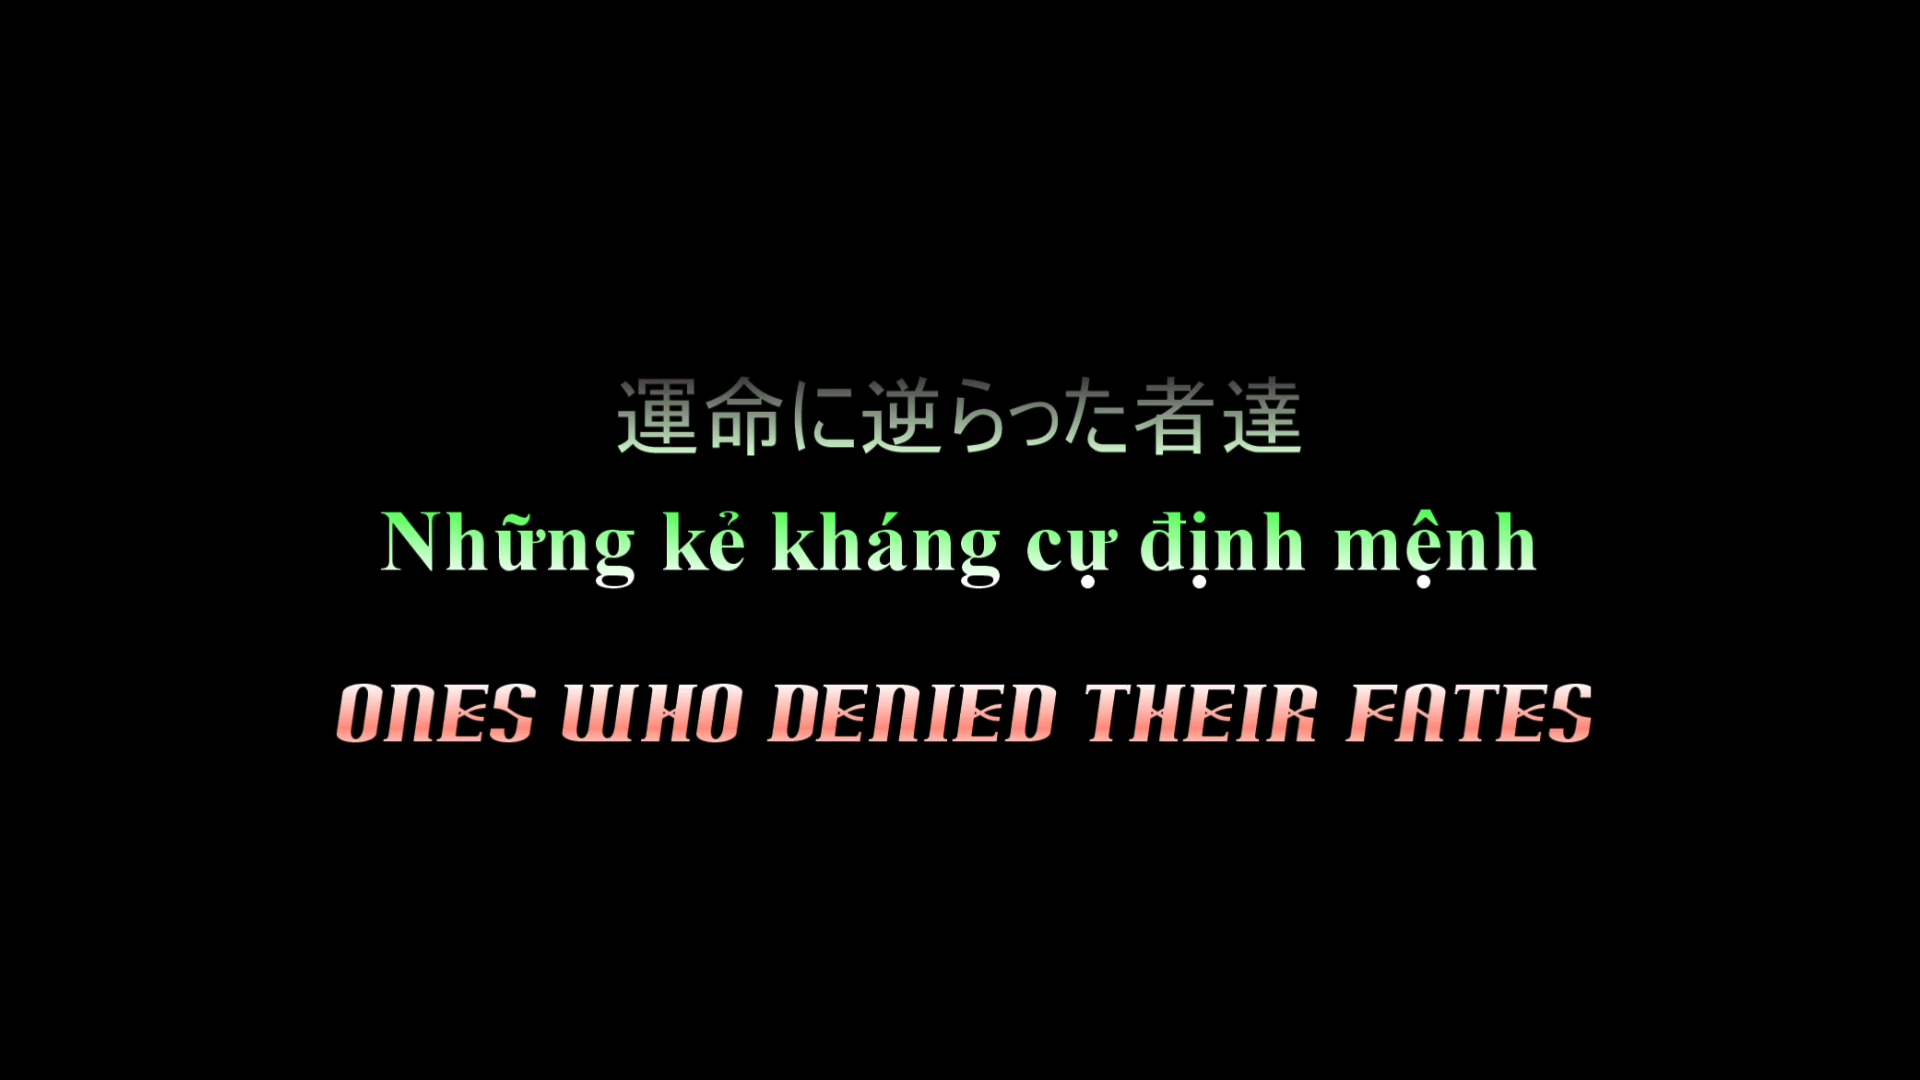 運命に逆らった者達
Những kẻ kháng cự định mệnh
ONES WHO DENIED THEIR FATES